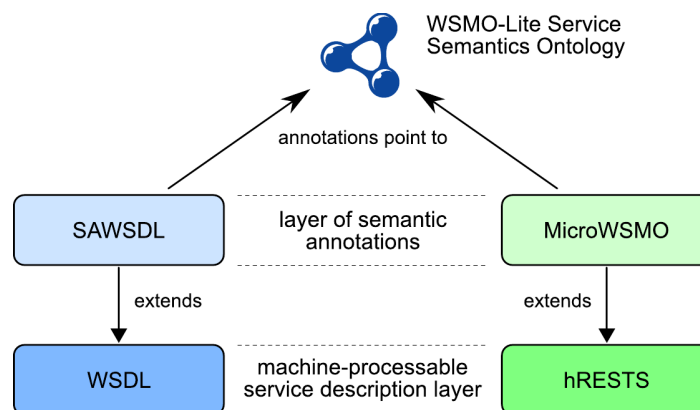 WSMO-Lite Service
Semantics Ontology
annotations point to
SAWSDL
layer of semantic
annotations
MicroWSMO
extends
extends
WSDL
machine-processable
service description layer
hRESTS